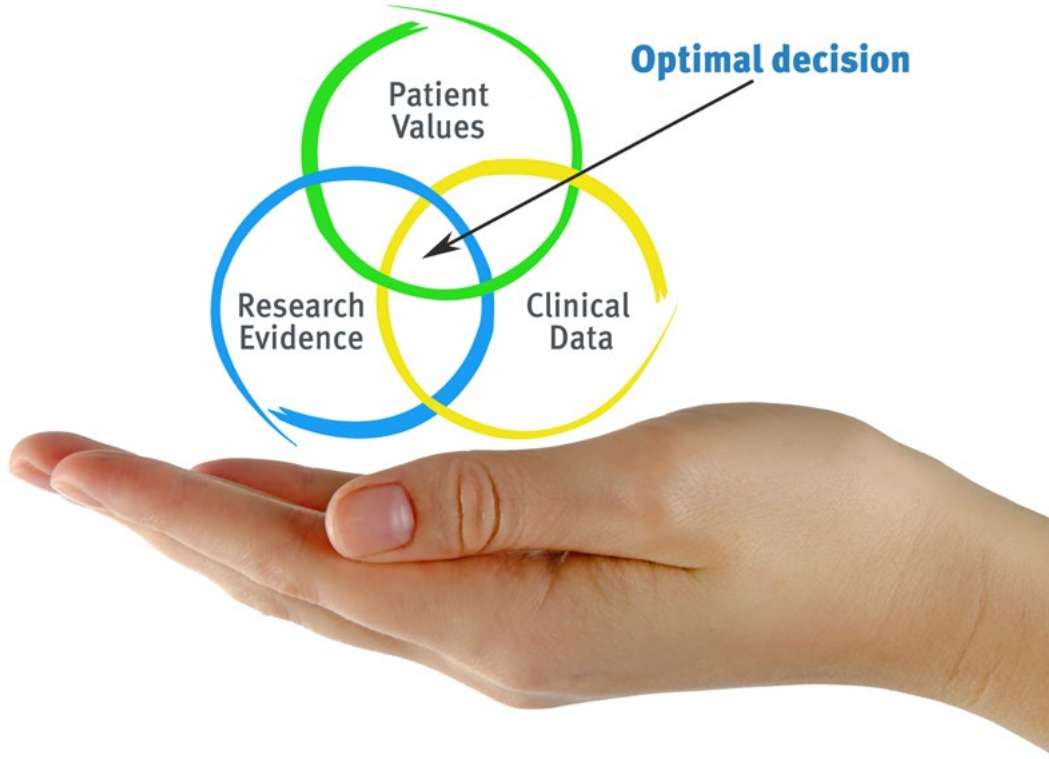 Optimal decision
Patient
Values
Research
Evidence
Clinical
Data